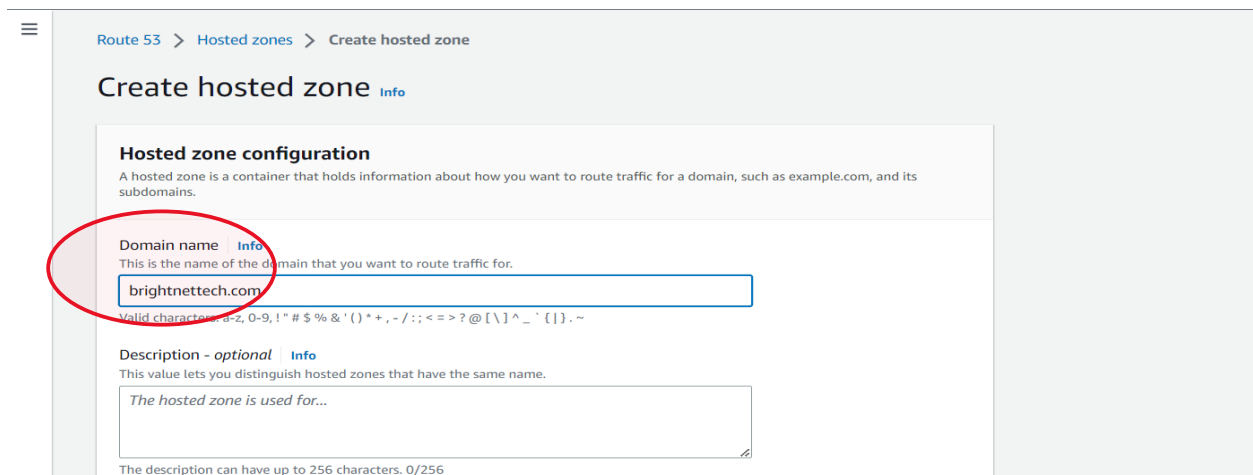 Route 53 > Hosted zones > Create hosted zone
Create hosted zone Info
Hosted zone configuration
A hosted zone is a container that holds information about how you want to route traffic for a domain, such as example.com, and its
subdomains.
Domain name Info
This is the name of the domain that you want to route traffic for.
brightnettech.com
Valid characters: a-z, 0-9, ! " # $ % & ' ( ) * + , - / : ; < = > ? @ [ \ ] ^ _ ` { | } . ~
Description - optional Info
This value lets you distinguish hosted zones that have the same name.
The hosted zone is used for...
The description can have up to 256 characters. 0/256